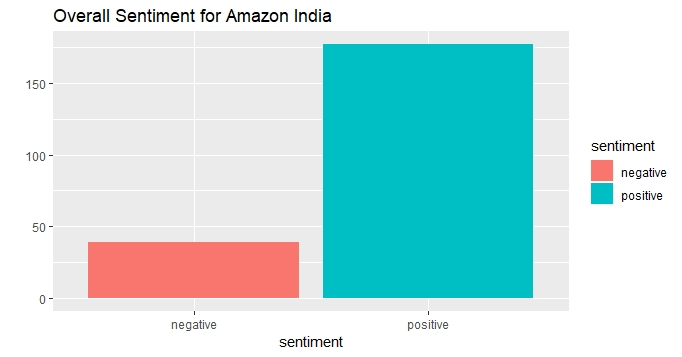 Overall Sentiment for Amazon India
150
100
50
0
negative
positive
sentiment
sentiment
negative
positive